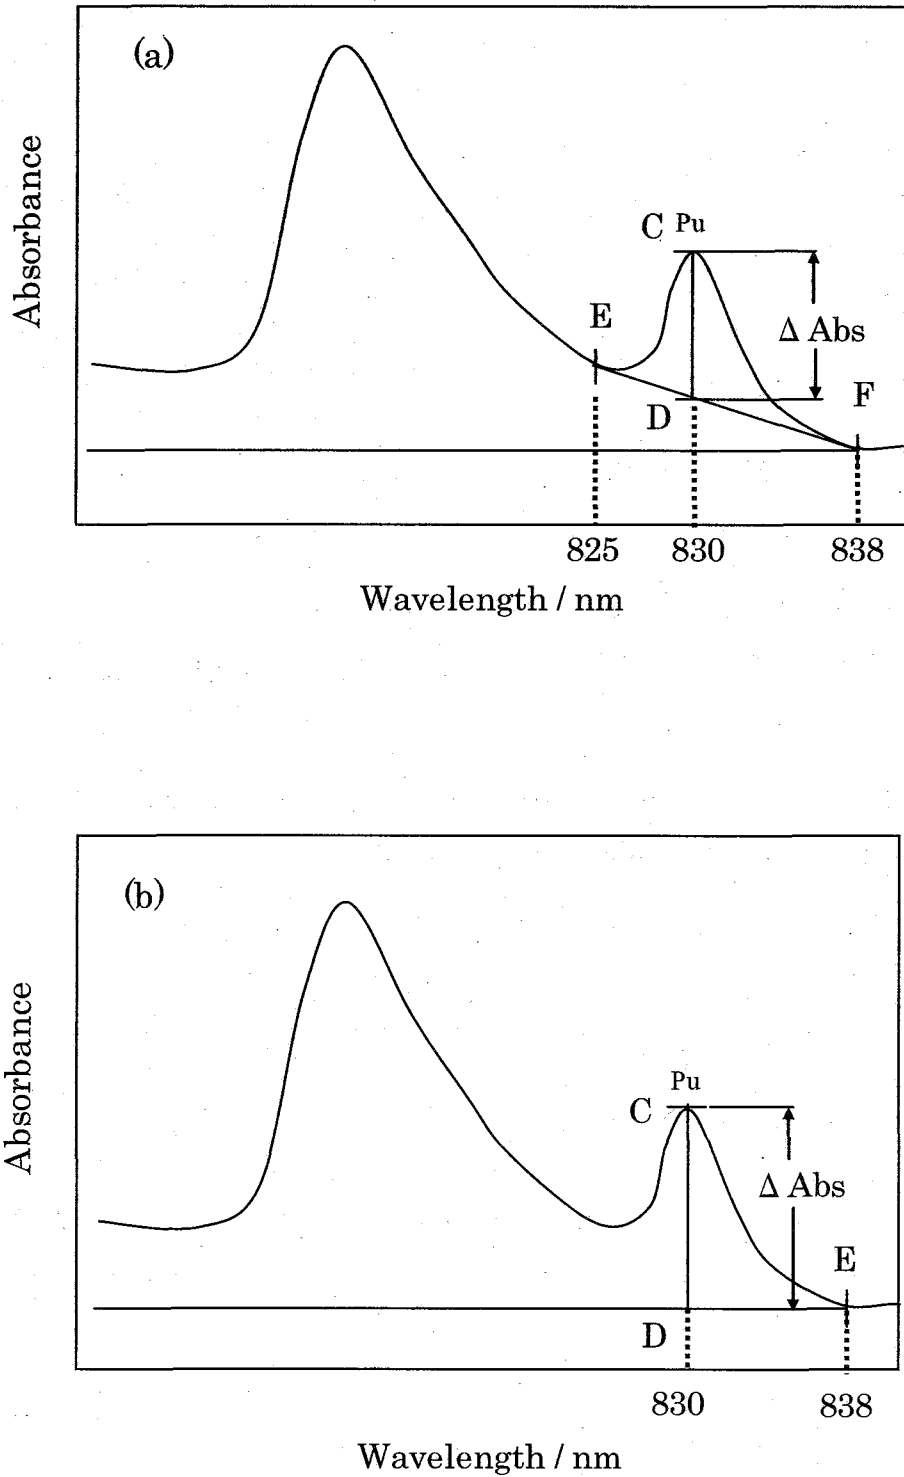 (a)
Absorbance
C Pu
E
Δ Abs
D
F
825 830 838
Wavelength / nm
(b)
Absorbance
Pu
C
Δ Abs
E
D
830 838
Wavelength / nm